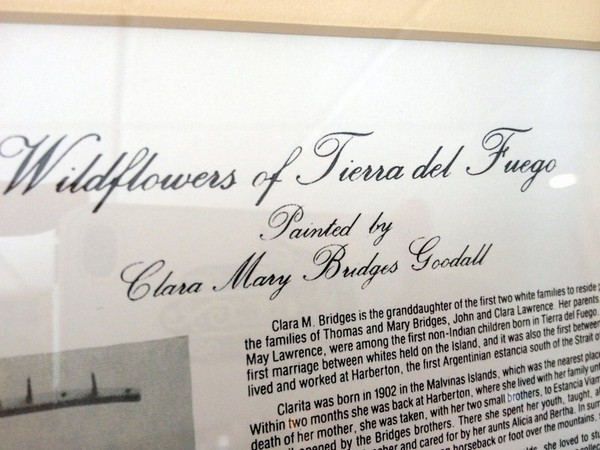 Wildflowers of Tierra del Fuego
Painted by
Clara Mary Bridges Goodall
Clara M. Bridges is the granddaughter of the first two white families to reside
the families of Thomas and Mary Bridges, John and Clara Lawrence. Her parents
May Lawrence, were among the first non-Indian children born in Tierra del Fuego.
first marriage between whites held on the Island, and it was also the first between
lived and worked at Harberton, the first Argentinian estancia south of the Strait of
Clarita was born in 1902 in the Malvinas Islands, which was the nearest place
Within two months she was back at Harberton, where she lived with her family
death of her mother, she was taken, with her two small brothers, to Estancia
opened by the Bridges brothers. There she spent her youth, taught,
and cared for by her aunts Alicia and Bertha. In
horseback or foot over the mountains,
she loved to